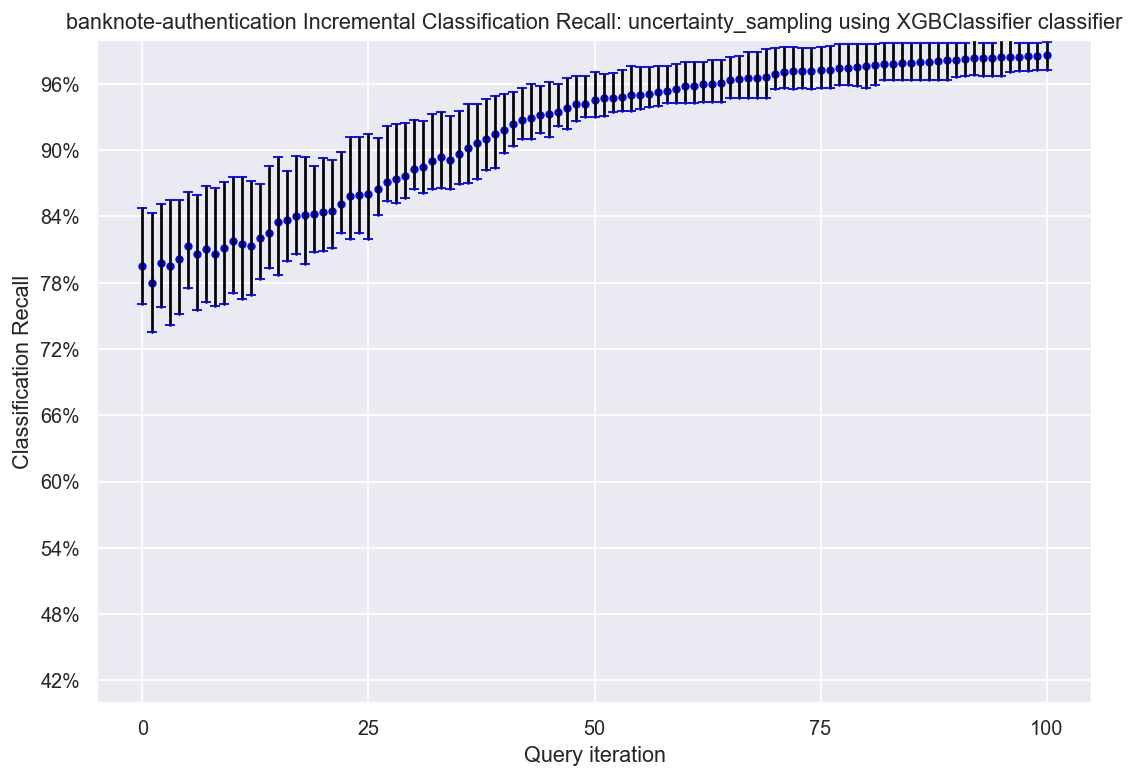 banknote-authentication Incremental Classification Recall: uncertainty_sampling using XGBClassifier classifier
96%
90%
84%
78%
72%
66%
60%
54%
48%
42%
Classification Recall
0 25 50 75 100
Query iteration